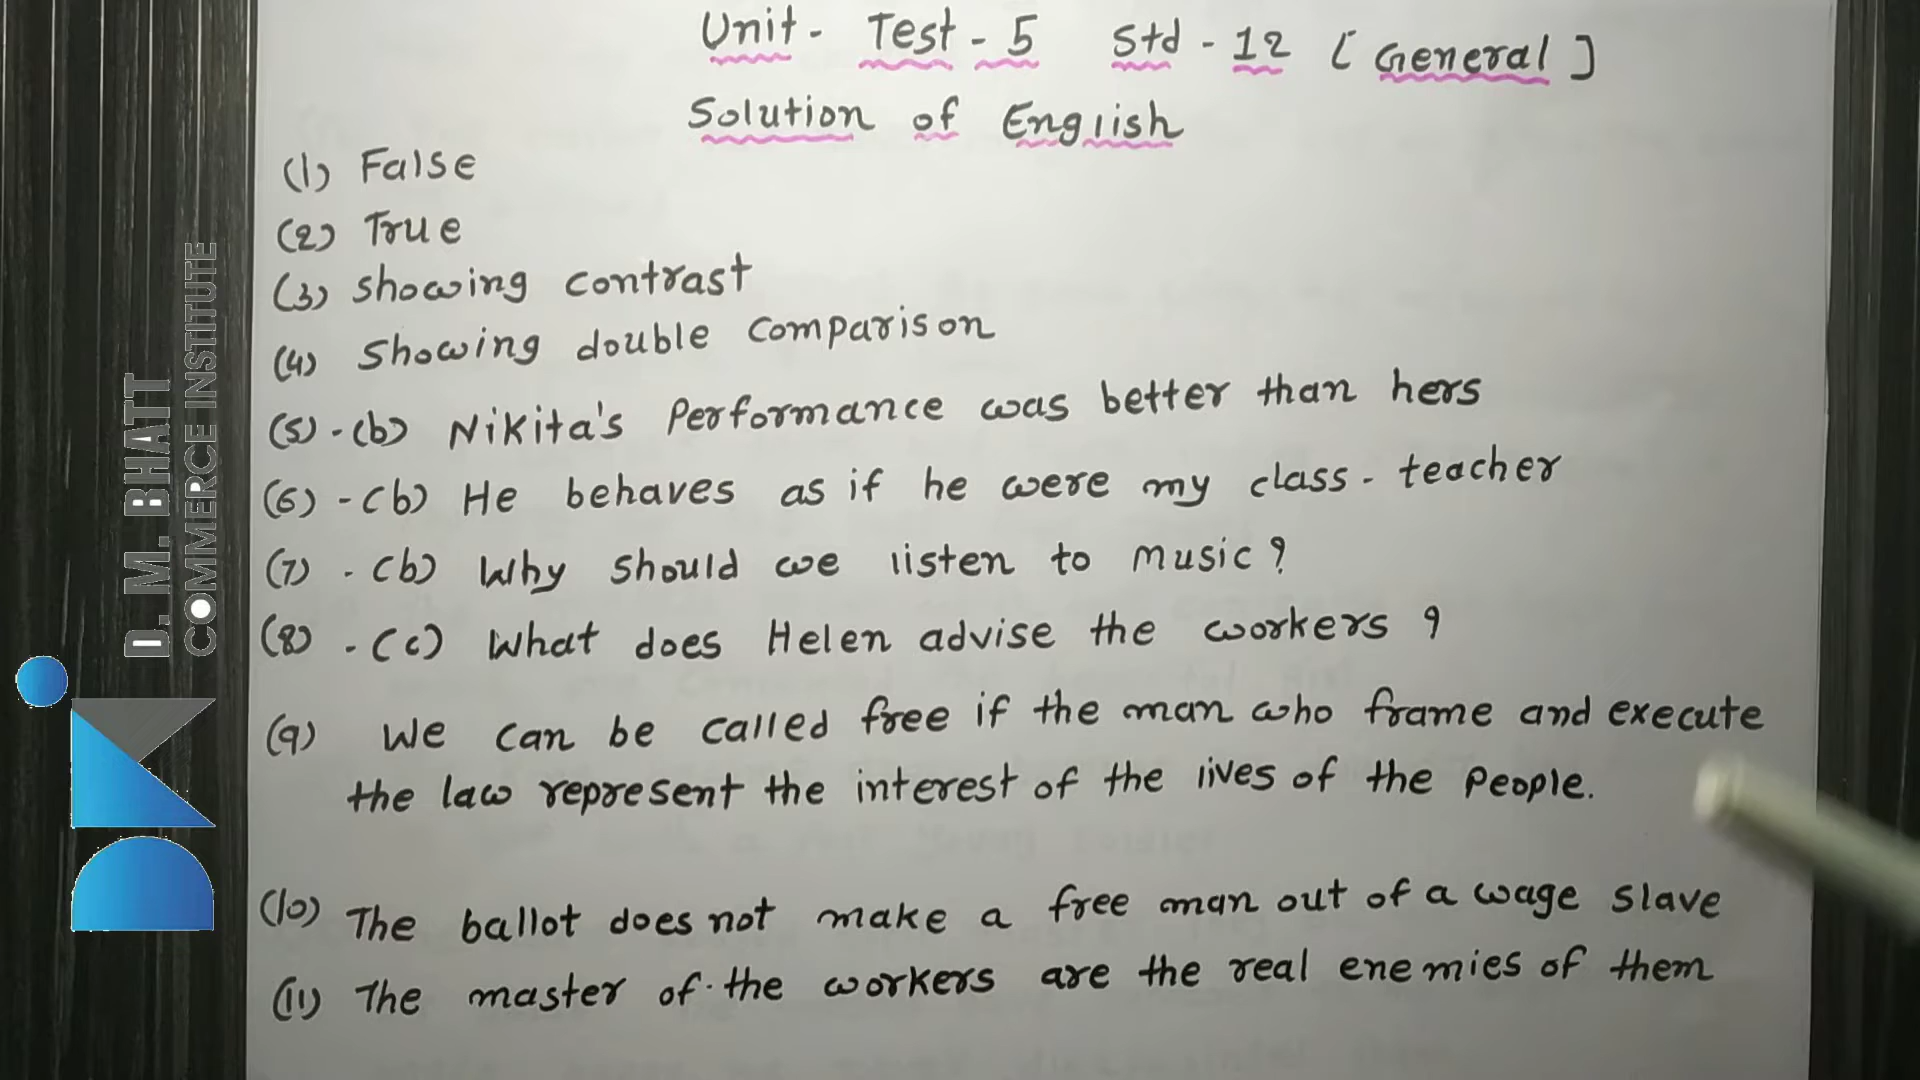 Unit - Test - 5 Std - 12 [General]
Solution of English
(1) False
(2) True
(3) showing contrast
(4) Showing double comparison
(5) - (b) Nikita's Performance was better than hers
(6) - (b) He behaves as if he were my class - teacher
(7) - (b) Why should we listen to music?
(8) - (c) What does Helen advise the workers ?
(9) We can be called free if the man who frame and execute
the law represent the interest of the lives of the People.
(10) The ballot does not make a free man out of a wage slave
(11) The master of the workers are the real enemies of them
D. M. BHATT
COMMERCE INSTITUTE